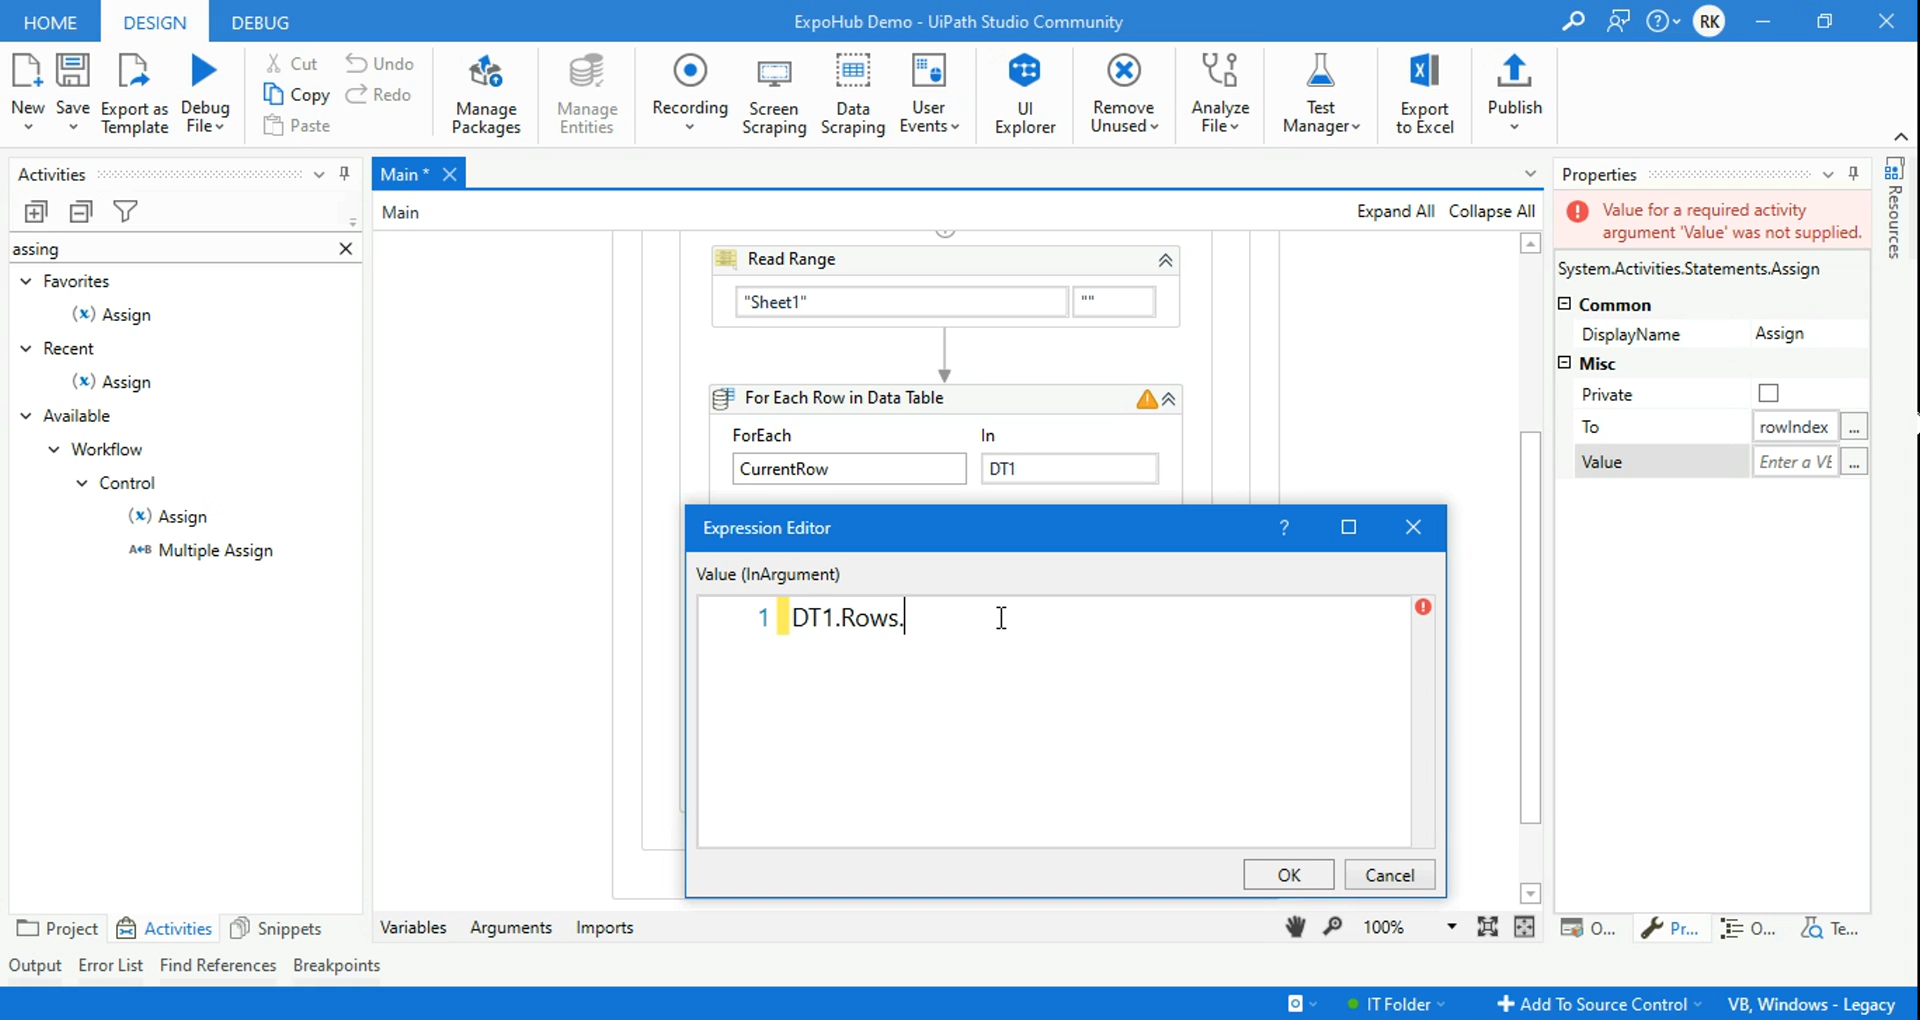 HOME DESIGN DEBUG ExpoHub Demo - UiPath Studio Community RK
New Save Export as Template Debug File
Cut Undo
Copy Redo
Paste
Manage Packages Manage Entities Recording Screen Scraping Data Scraping User Events UI Explorer Remove Unused Analyze File Test Manager Export to Excel Publish
Activities
assing
Favorites
(x) Assign
Recent
(x) Assign
Available
Workflow
Control
(x) Assign
A+B Multiple Assign
Project Activities Snippets
Main *
Main Expand All Collapse All
Read Range
"Sheet1" ""
For Each Row in Data Table
ForEach In
CurrentRow DT1
Expression Editor ?
Value (InArgument)
1 DT1.Rows.
OK Cancel
Variables Arguments Imports 100%
Properties
Value for a required activity
argument 'Value' was not supplied.
System.Activities.Statements.Assign
Common
DisplayName Assign
Misc
Private
To rowIndex ...
Value Enter a VE ...
O... Pr... O... Te...
Resources
Output Error List Find References Breakpoints
IT Folder Add To Source Control VB, Windows - Legacy